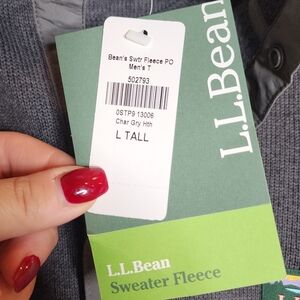 Bean's Swtr Fleece PO
Men's T
502793
0STP9 13006
Char Gry Hth
L TALL
L.L.Bean
L.L.Bean
Sweater Fleece